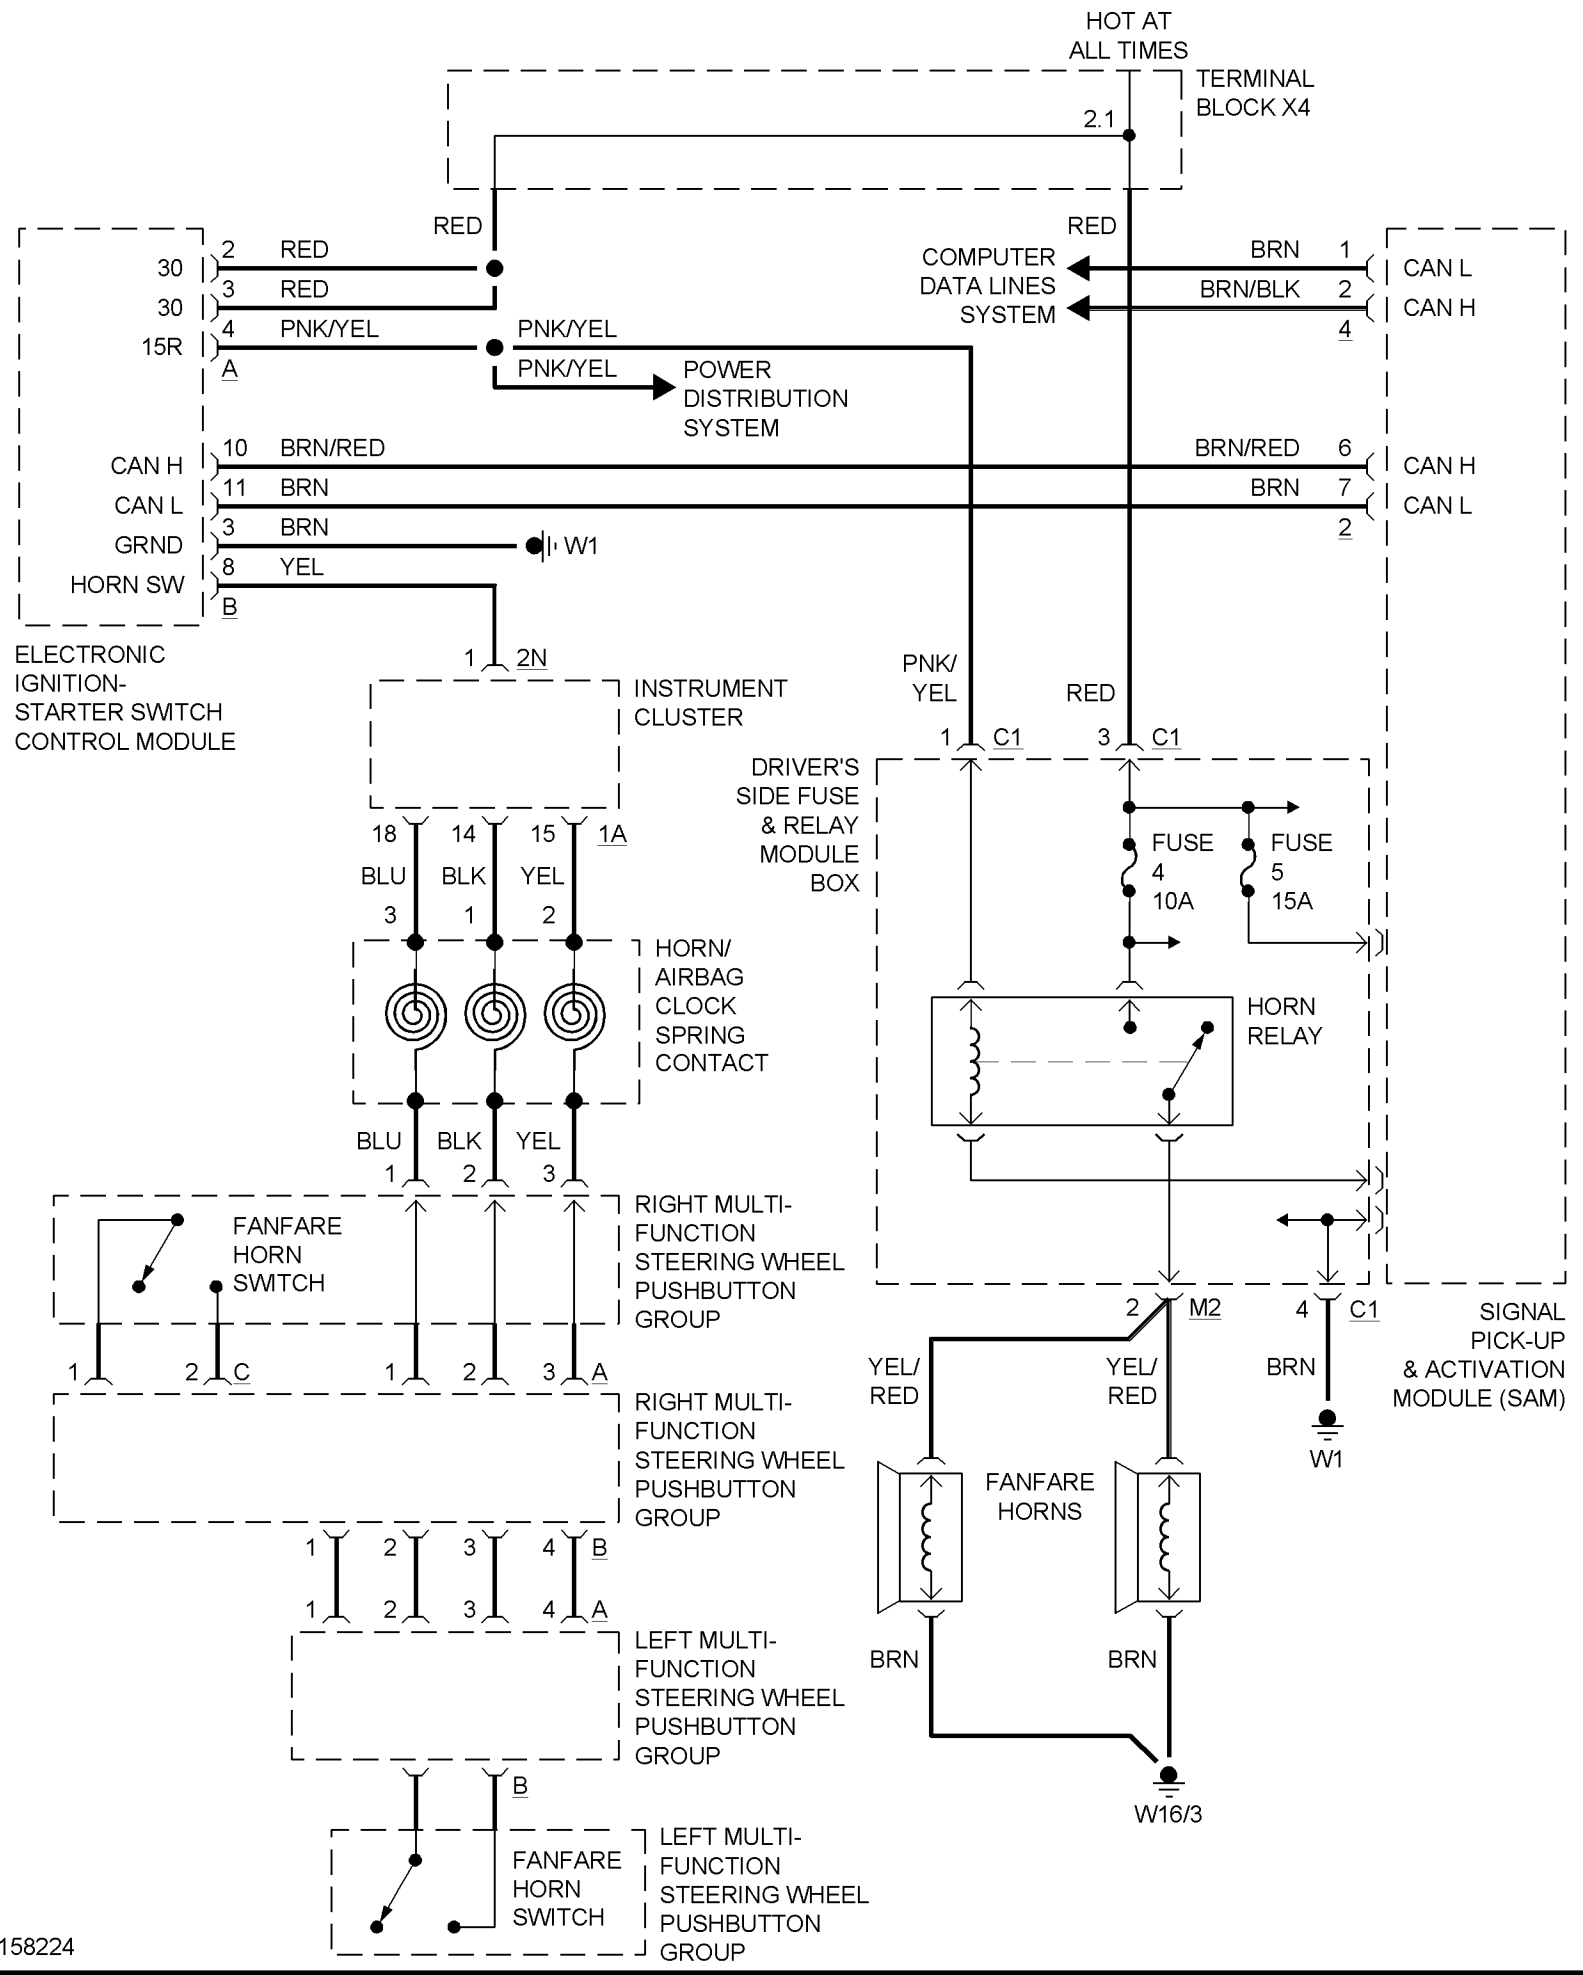 HOT AT
ALL TIMES
TERMINAL
BLOCK X4
2.1
RED
RED
2 RED
30
3 RED
30
4 PNK/YEL
15R
A
PNK/YEL
PNK/YEL
POWER
DISTRIBUTION
SYSTEM
COMPUTER
DATA LINES
SYSTEM
BRN 1
CAN L
BRN/BLK 2
CAN H
4
10 BRN/RED
CAN H
11 BRN
CAN L
3 BRN
GRND
W1
8 YEL
HORN SW
B
BRN/RED 6
CAN H
BRN 7
CAN L
2
ELECTRONIC
IGNITION-
STARTER SWITCH
CONTROL MODULE
1 2N
INSTRUMENT
CLUSTER
18 14 15 1A
BLU BLK YEL
3 1 2
HORN/
AIRBAG
CLOCK
SPRING
CONTACT
BLU BLK YEL
1 2 3
PNK/
YEL
RED
1 C1
3 C1
DRIVER'S
SIDE FUSE
& RELAY
MODULE
BOX
FUSE
4
10A
FUSE
5
15A
HORN
RELAY
FANFARE
HORN
SWITCH
RIGHT MULTI-
FUNCTION
STEERING WHEEL
PUSHBUTTON
GROUP
1 2 C 1 2 3 A
RIGHT MULTI-
FUNCTION
STEERING WHEEL
PUSHBUTTON
GROUP
1 2 3 4 B
1 2 3 4 A
LEFT MULTI-
FUNCTION
STEERING WHEEL
PUSHBUTTON
GROUP
B
FANFARE
HORN
SWITCH
LEFT MULTI-
FUNCTION
STEERING WHEEL
PUSHBUTTON
GROUP
2 M2
4 C1
SIGNAL
PICK-UP
& ACTIVATION
MODULE (SAM)
YEL/
RED
YEL/
RED
BRN
W1
FANFARE
HORNS
BRN
BRN
W16/3
158224